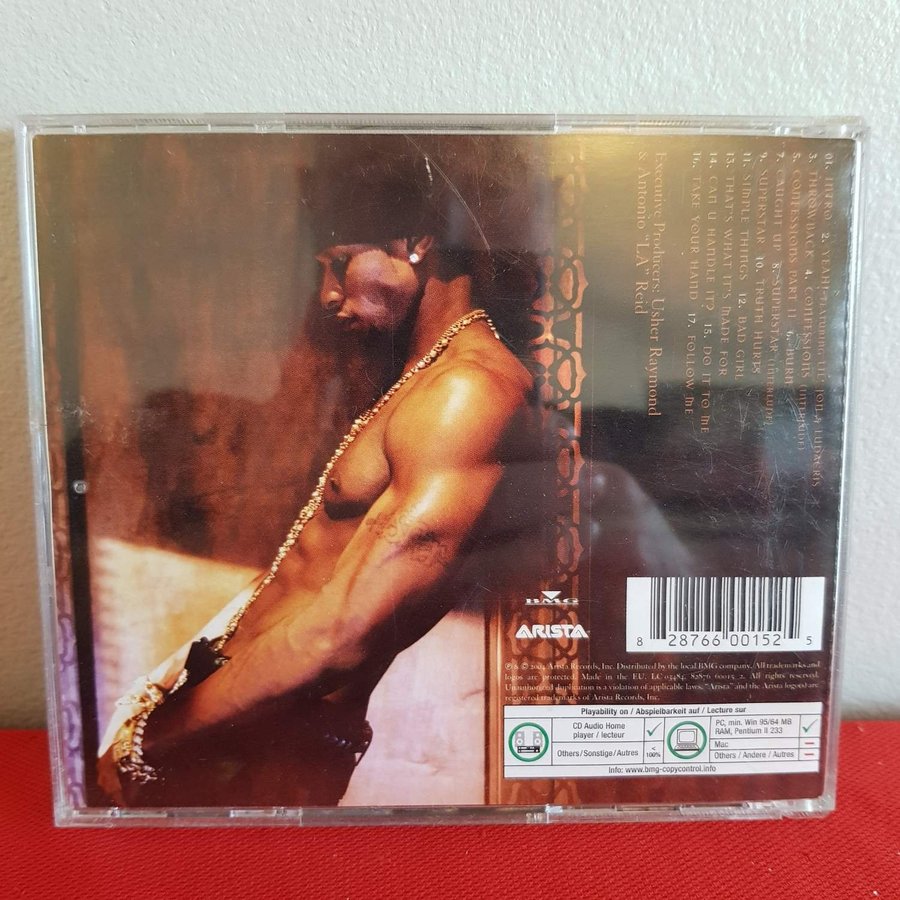 01. INTRO 2. YEAH! FEATURING LIL' JON & LUDACRIS
3. THROWBACK 4. CONFESSIONS (INTERLUDE)
5. CONFESSIONS PART II 6. BURN
7. CAUGHT UP 8. SUPERSTAR (INTERLUDE)
9. SUPERSTAR 10. TRUTH HURTS
11. SIMPLE THINGS 12. BAD GIRL
13. THAT'S WHAT IT'S MADE FOR
14. CAN U HANDLE IT? 15. DO IT TO ME
16. TAKE YOUR HAND 17. FOLLOW ME
Executive Producers: Usher Raymond
& Antonio "LA" Reid
BMG
ARISTA
8 28766 00152 5
℗ & © 2004 Arista Records, Inc. Distributed by the local BMG company. All trademarks and
logos are protected. Made in the EU. LC 03484. 82876 60015 2. All rights reserved.
Unauthorized duplication is a violation of applicable laws. "Arista" and the Arista logo are
registered trademarks of Arista Records, Inc.
Playability on / Abspielbarkeit auf / Lecture sur
CD Audio Home
player / lecteur
Others/Sonstige/Autres
< 100%
PC, min. Win 95/64 MB
RAM, Pentium II 233
Mac
Others / Andere / Autres
Info: www.bmg-copycontrol.info